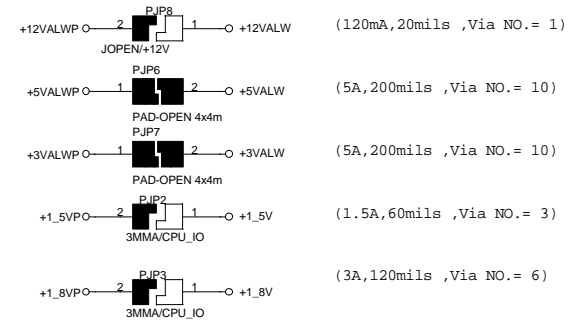 PJP8
+12VALWP 2 1 +12VALW (120mA,20mils ,Via NO.= 1)
JOPEN/+12V
PJP6
+5VALWP 1 2 +5VALW (5A,200mils ,Via NO.= 10)
PAD-OPEN 4x4m
PJP7
+3VALWP 1 2 +3VALW (5A,200mils ,Via NO.= 10)
PAD-OPEN 4x4m
PJP2
+1_5VP 2 1 +1_5V (1.5A,60mils ,Via NO.= 3)
3MMA/CPU_IO
PJP3
+1_8VP 2 1 +1_8V (3A,120mils ,Via NO.= 6)
3MMA/CPU_IO